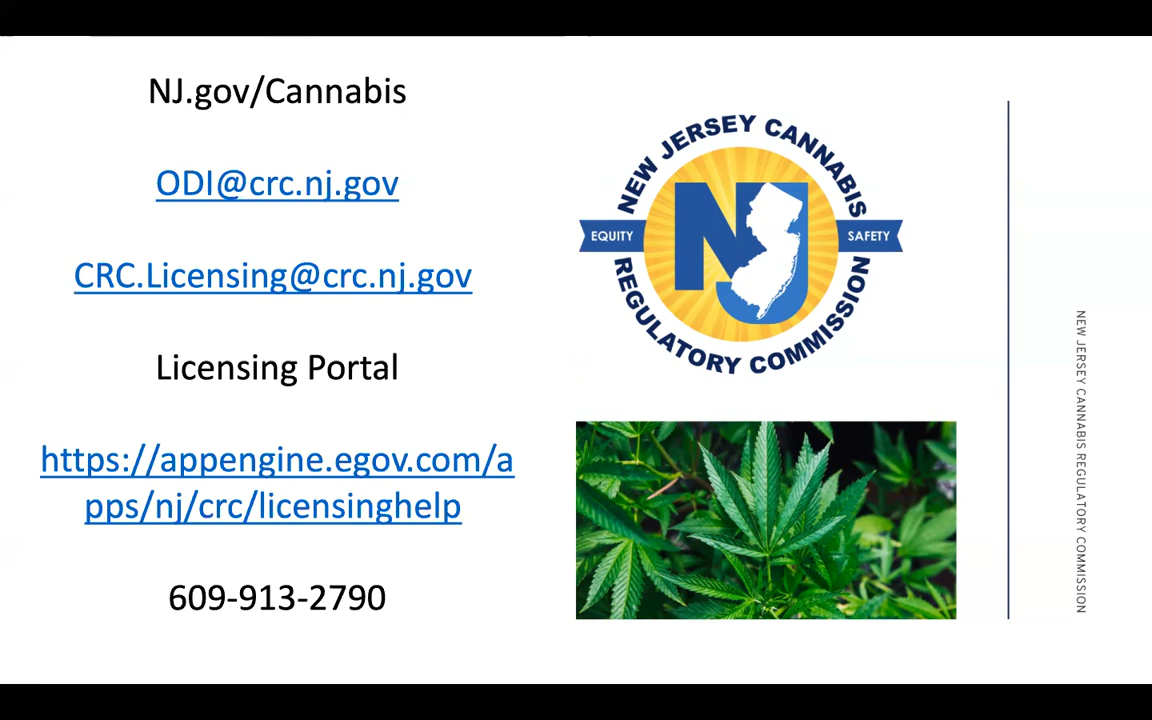 NJ.gov/Cannabis
ODI@crc.nj.gov
CRC.Licensing@crc.nj.gov
Licensing Portal
https://appengine.egov.com/a
pps/nj/crc/licensinghelp
609-913-2790
NEW JERSEY CANNABIS
EQUITY
NJ
SAFETY
REGULATORY COMMISSION
NEW JERSEY CANNABIS REGULATORY COMMISSION